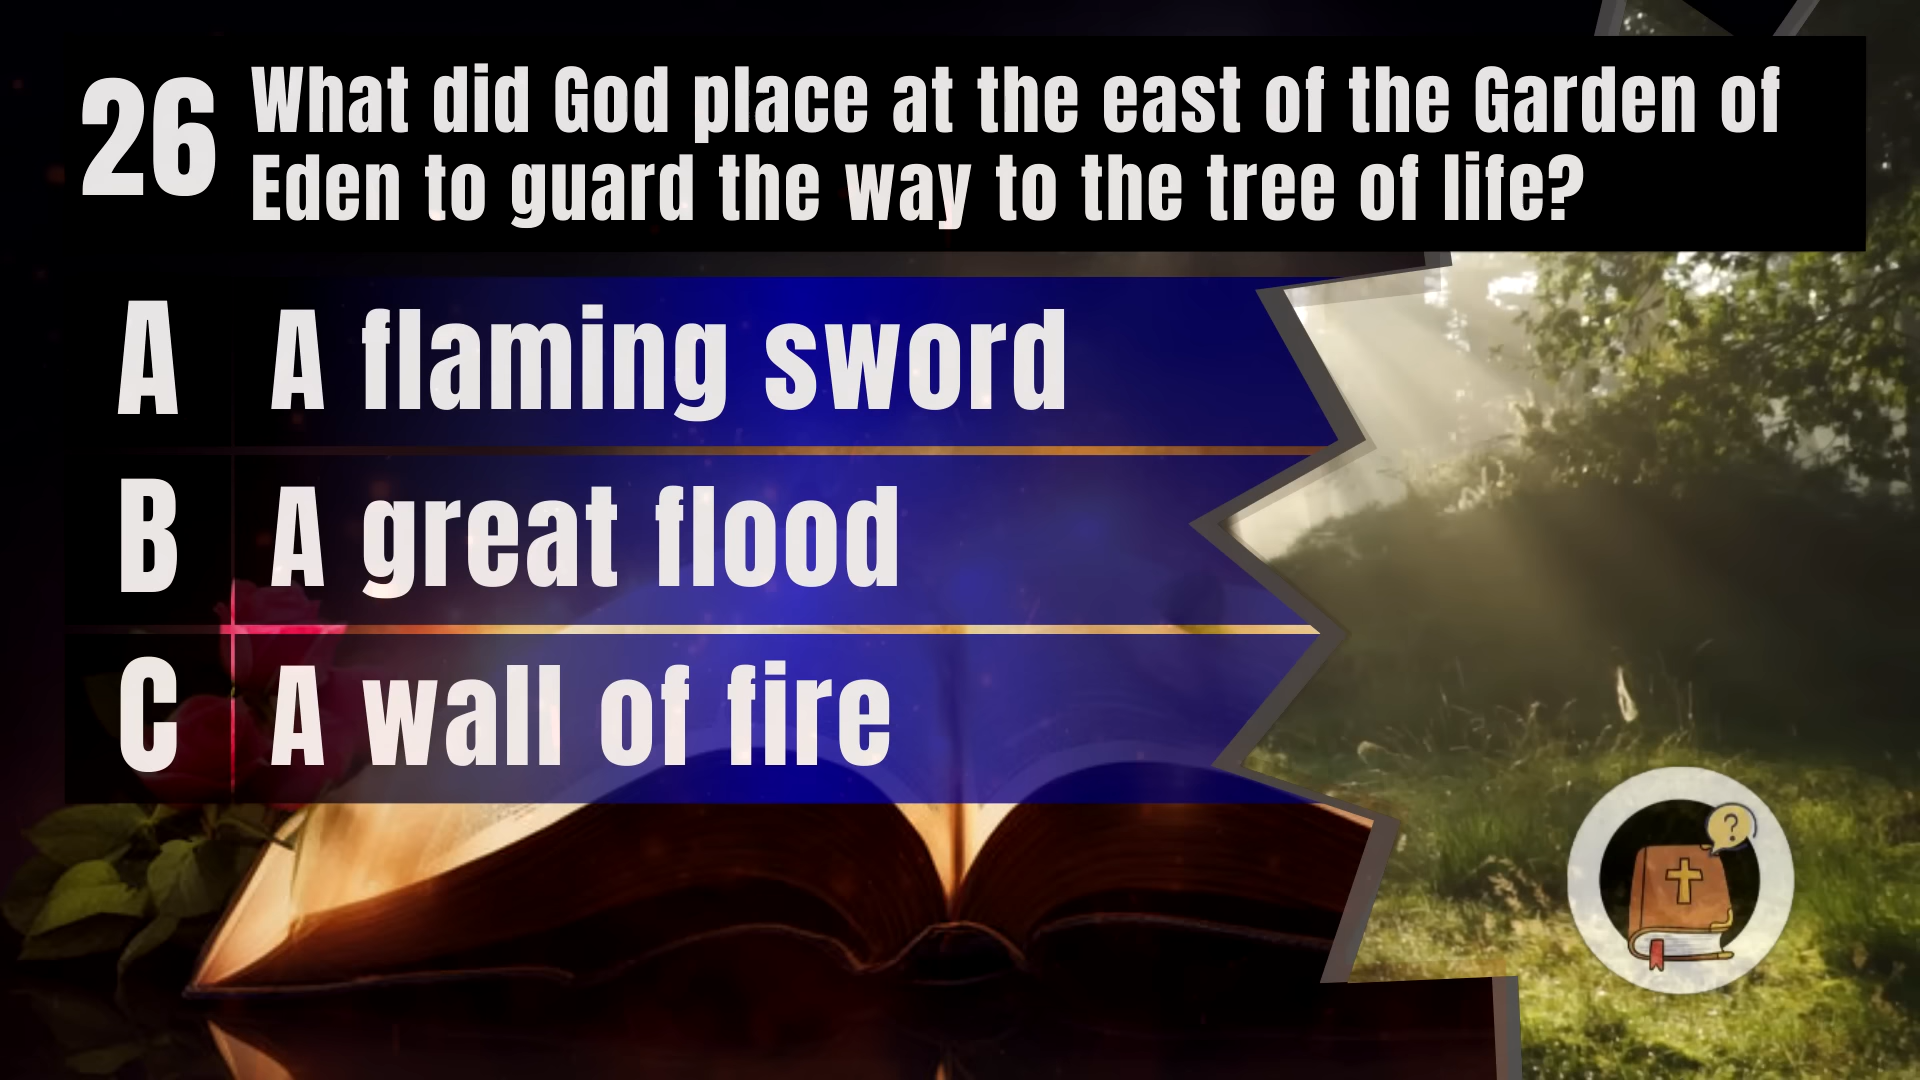 26
What did God place at the east of the Garden of
Eden to guard the way to the tree of life?
A A flaming sword
B A great flood
C A wall of fire
?